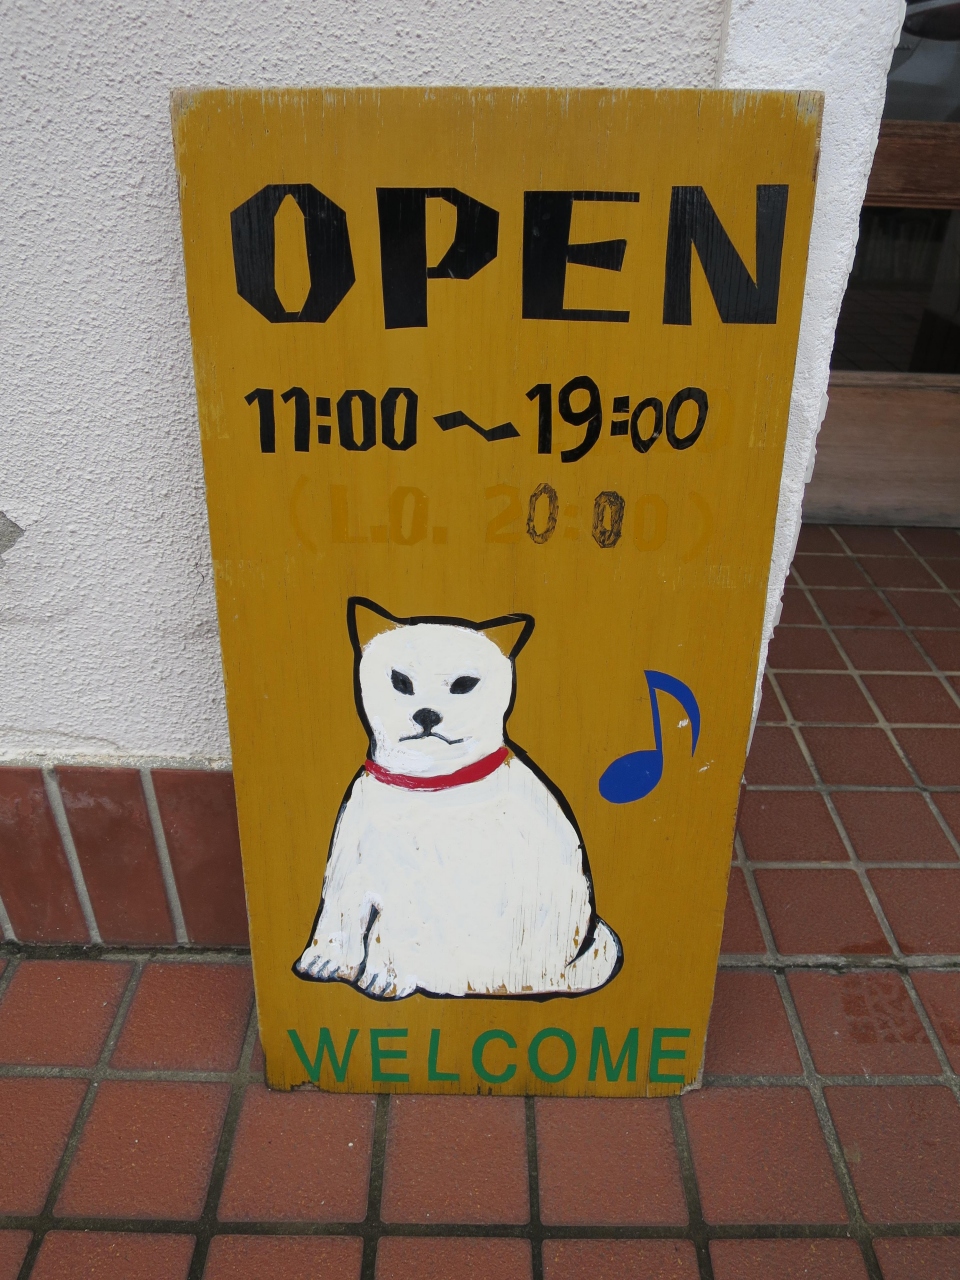 OPEN
11:00～19:00
(L.O. 20:00)
WELCOME